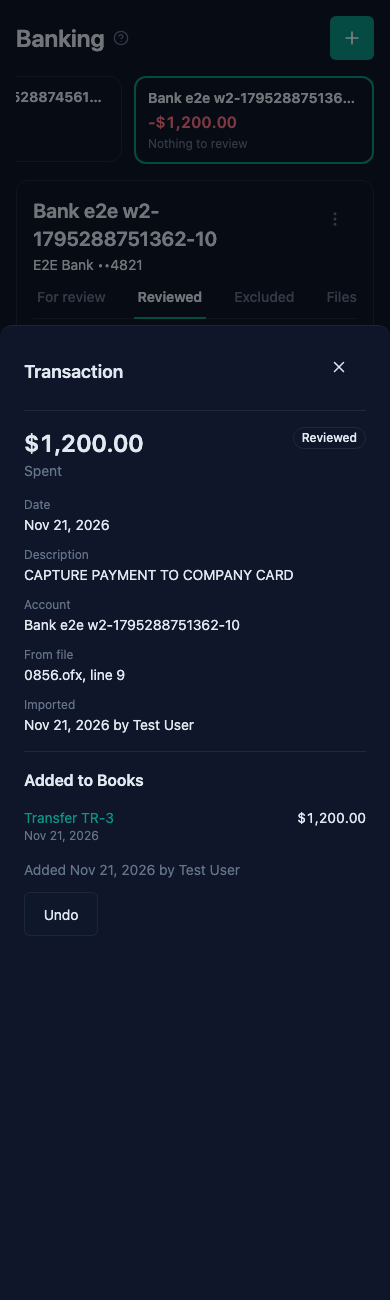 Banking
528874561...
Bank e2e w2-179528875136...
-$1,200.00
Nothing to review
Bank e2e w2-
1795288751362-10
E2E Bank ••4821
For review
Reviewed
Excluded
Files
Transaction
$1,200.00
Reviewed
Spent
Date
Nov 21, 2026
Description
CAPTURE PAYMENT TO COMPANY CARD
Account
Bank e2e w2-1795288751362-10
From file
0856.ofx, line 9
Imported
Nov 21, 2026 by Test User
Added to Books
Transfer TR-3
$1,200.00
Nov 21, 2026
Added Nov 21, 2026 by Test User
Undo